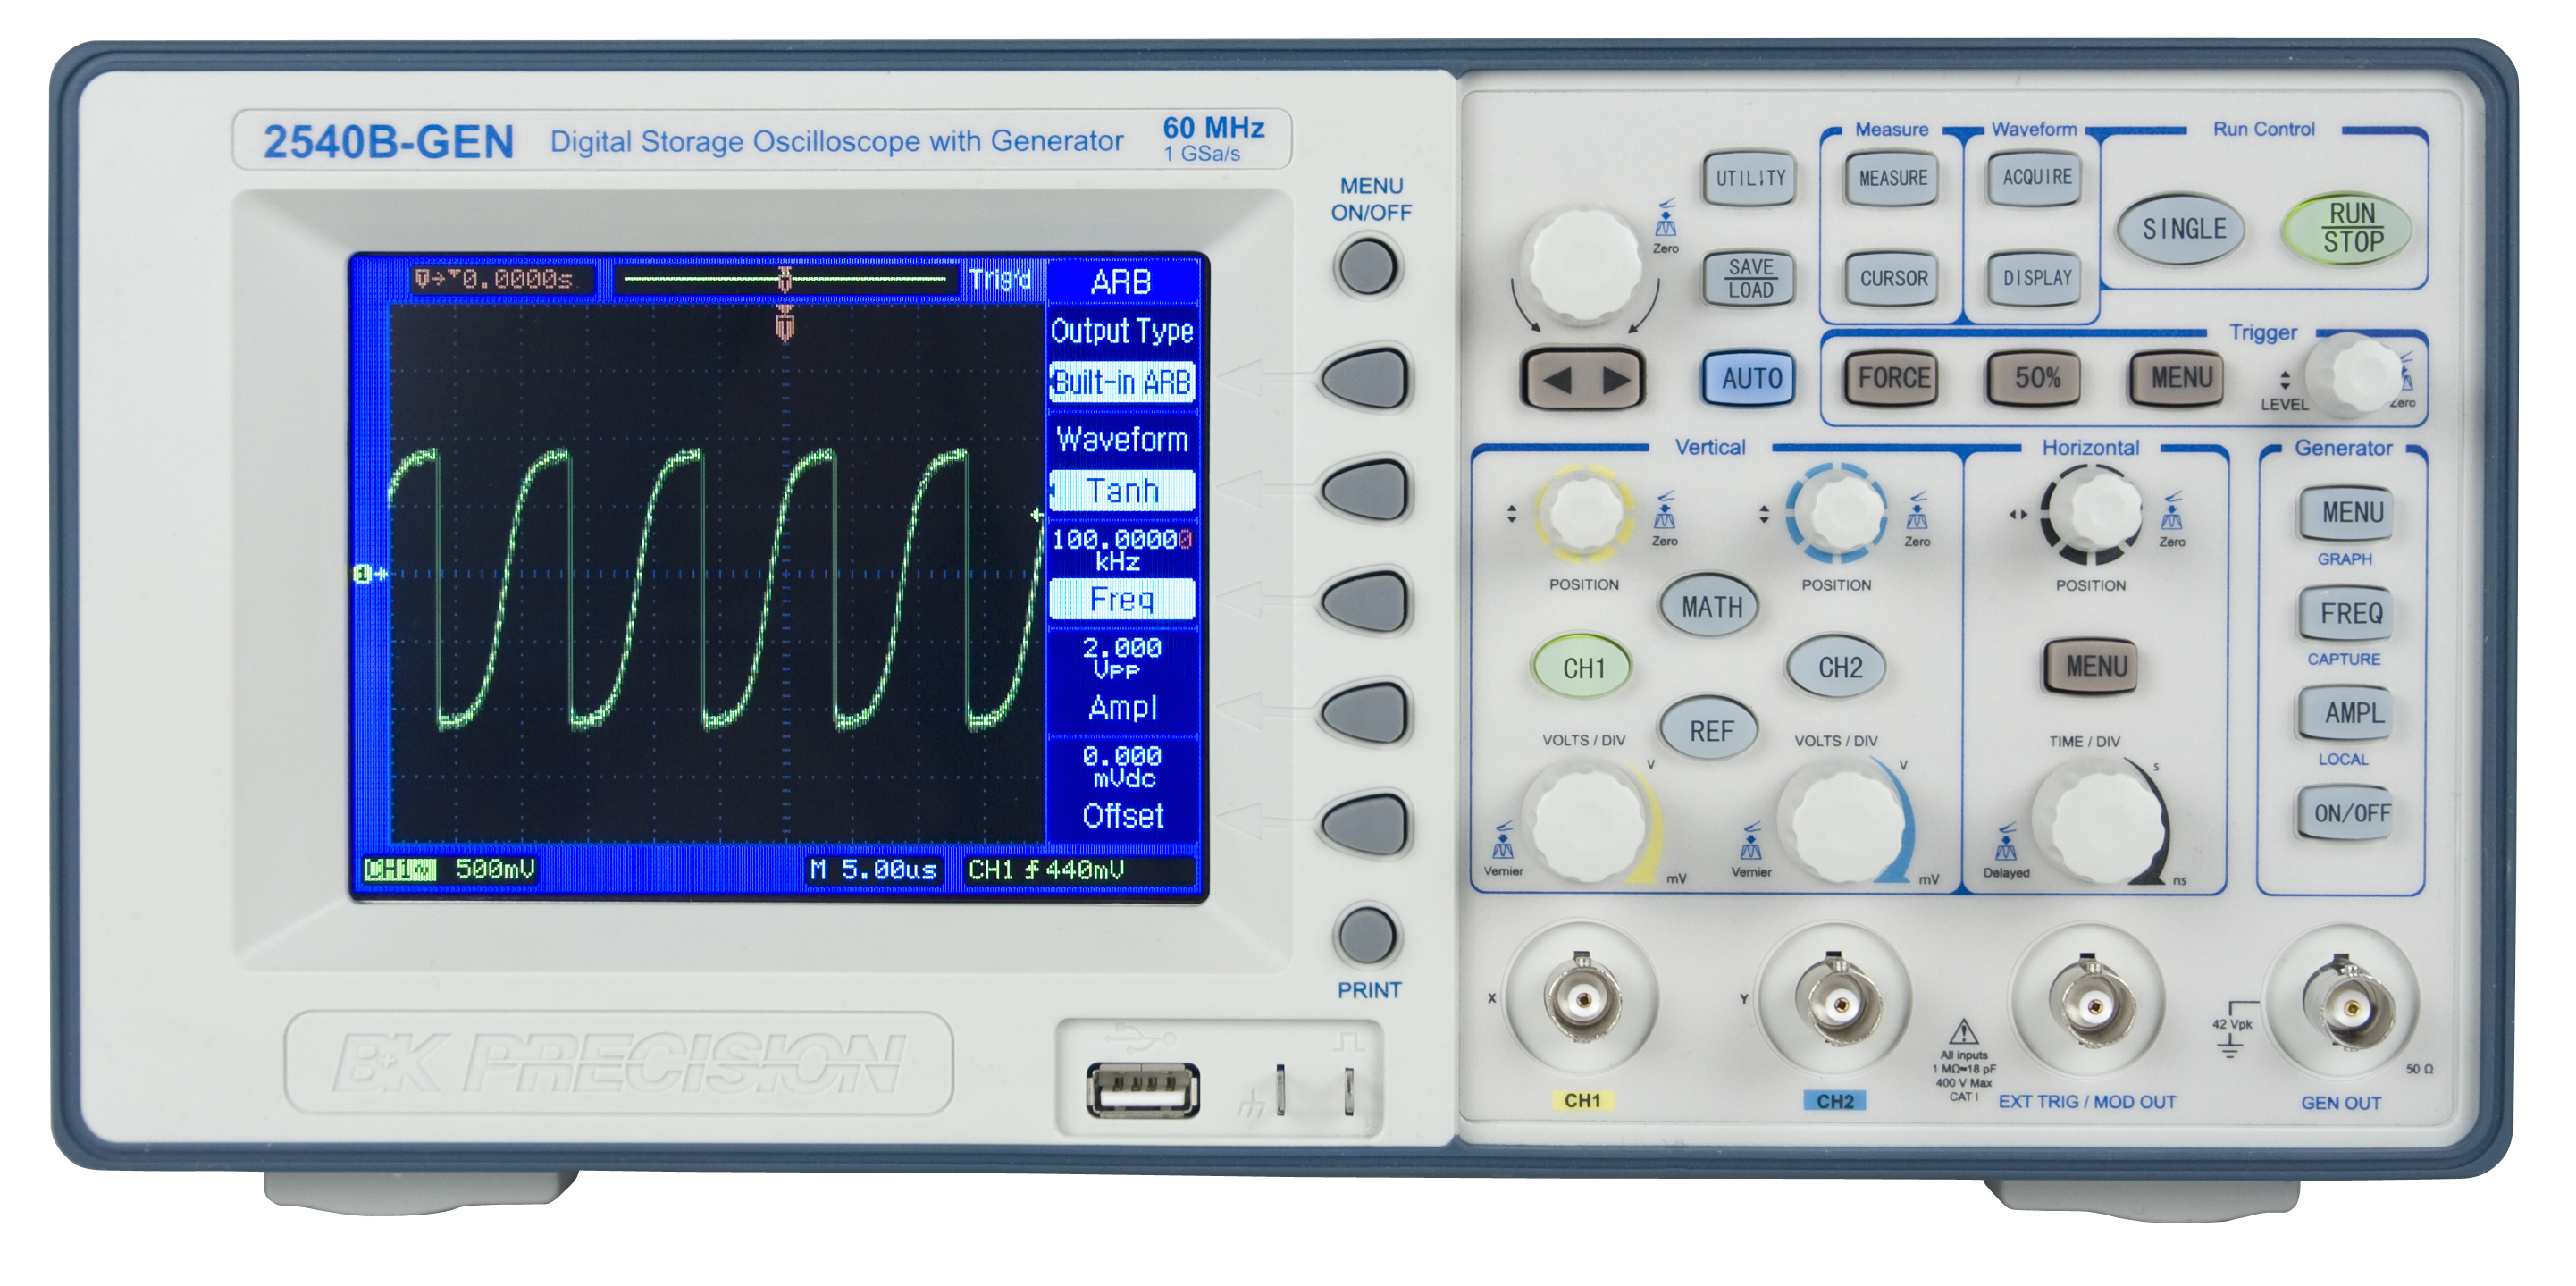 2540B-GEN Digital Storage Oscilloscope with Generator 60 MHz
1 GSa/s
T→▼0.0000s T Trig'd ARB
T
Output Type
Built-in ARB
Waveform
Tanh
100.00000
kHz
Freq
2.000
Vpp
Ampl
0.000
mVdc
Offset
1
CH1 500mV M 5.00us CH1 440mV
MENU
ON/OFF
PRINT
B+K PRECISION
Zero
UTILITY
SAVE
LOAD
AUTO
Measure
MEASURE
CURSOR
Waveform
ACQUIRE
DISPLAY
Run Control
SINGLE
RUN
STOP
Trigger
FORCE
50%
MENU
LEVEL
Zero
Vertical
Zero
POSITION
Zero
POSITION
MATH
CH1
CH2
REF
VOLTS / DIV
V
Vernier
mV
VOLTS / DIV
V
Vernier
mV
Horizontal
Zero
POSITION
MENU
TIME / DIV
s
Delayed
ns
Generator
MENU
GRAPH
FREQ
CAPTURE
AMPL
LOCAL
ON/OFF
X
CH1
Y
CH2
All inputs
1 MΩ=18 pF
400 V Max
CAT I
EXT TRIG / MOD OUT
42 Vpk
50 Ω
GEN OUT